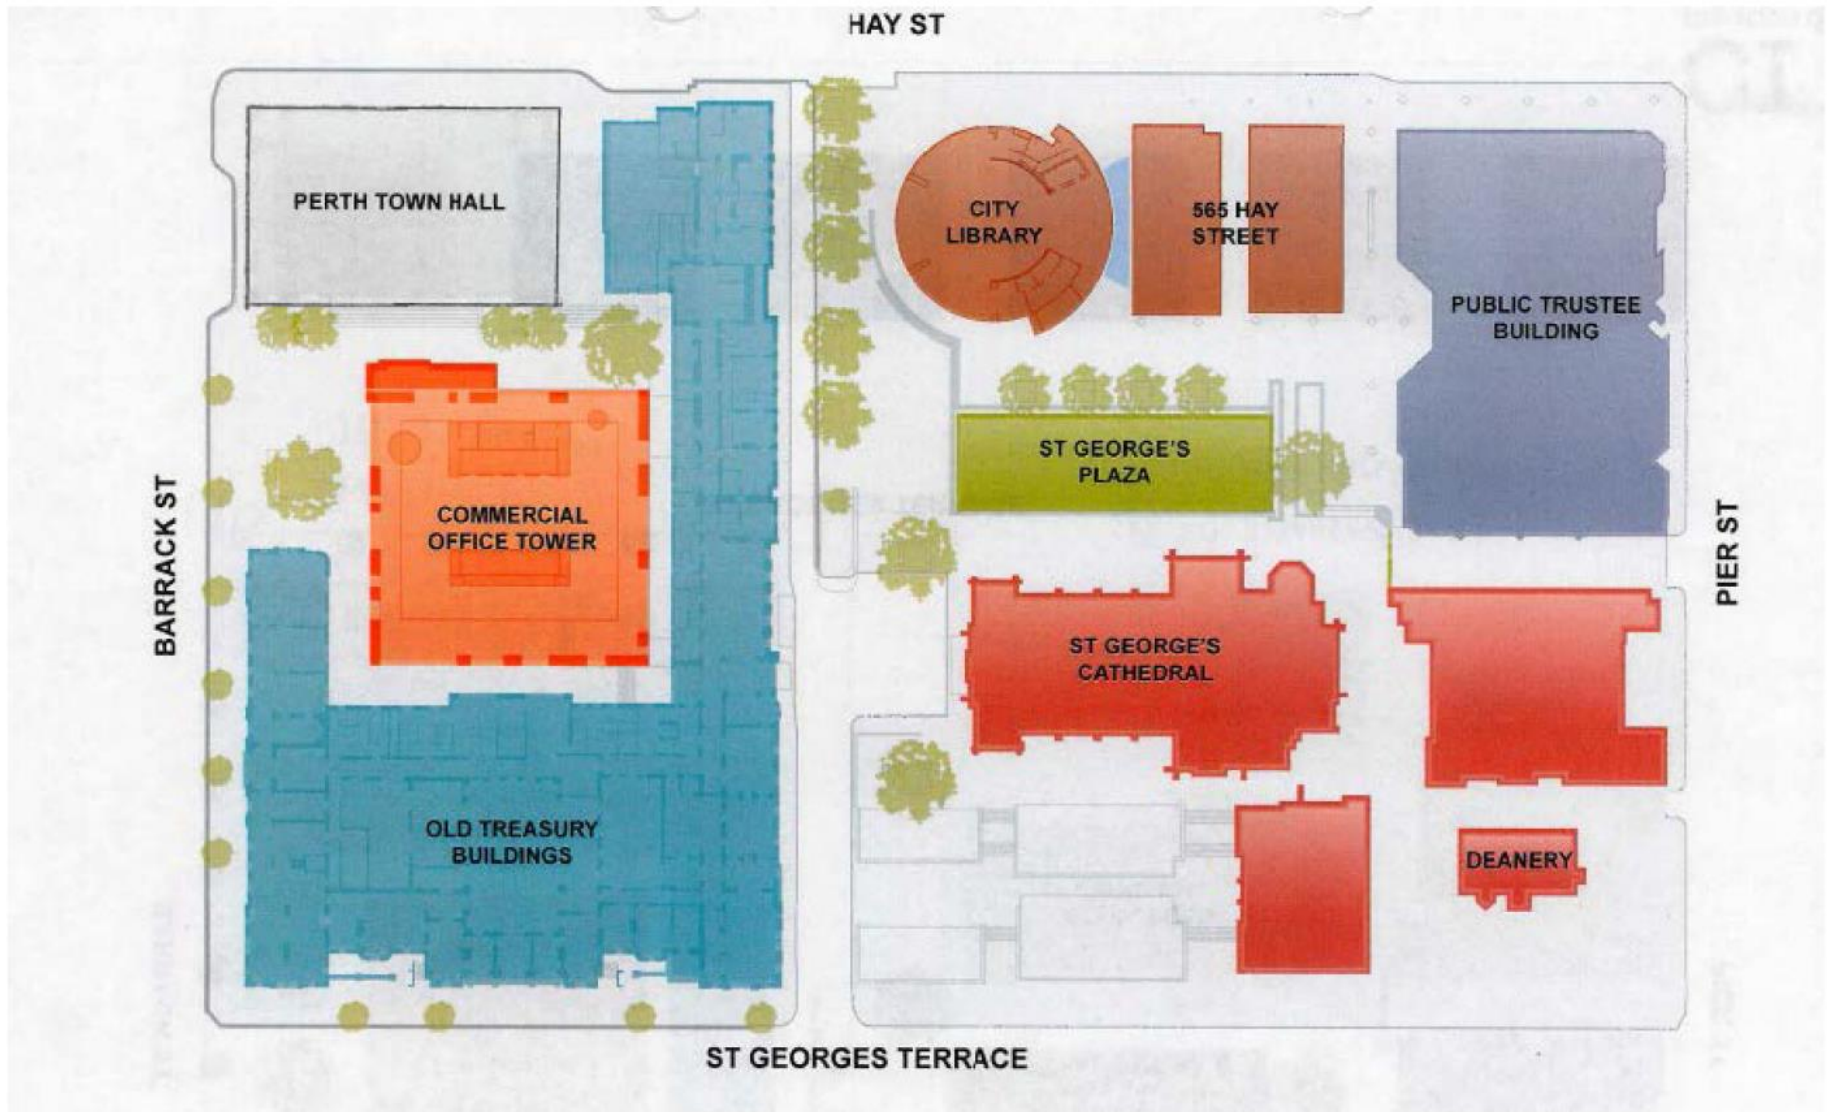 HAY ST
PERTH TOWN HALL
CITY
LIBRARY
565 HAY
STREET
PUBLIC TRUSTEE
BUILDING
ST GEORGE'S
PLAZA
COMMERCIAL
OFFICE TOWER
BARRACK ST
PIER ST
ST GEORGE'S
CATHEDRAL
OLD TREASURY
BUILDINGS
DEANERY
ST GEORGES TERRACE